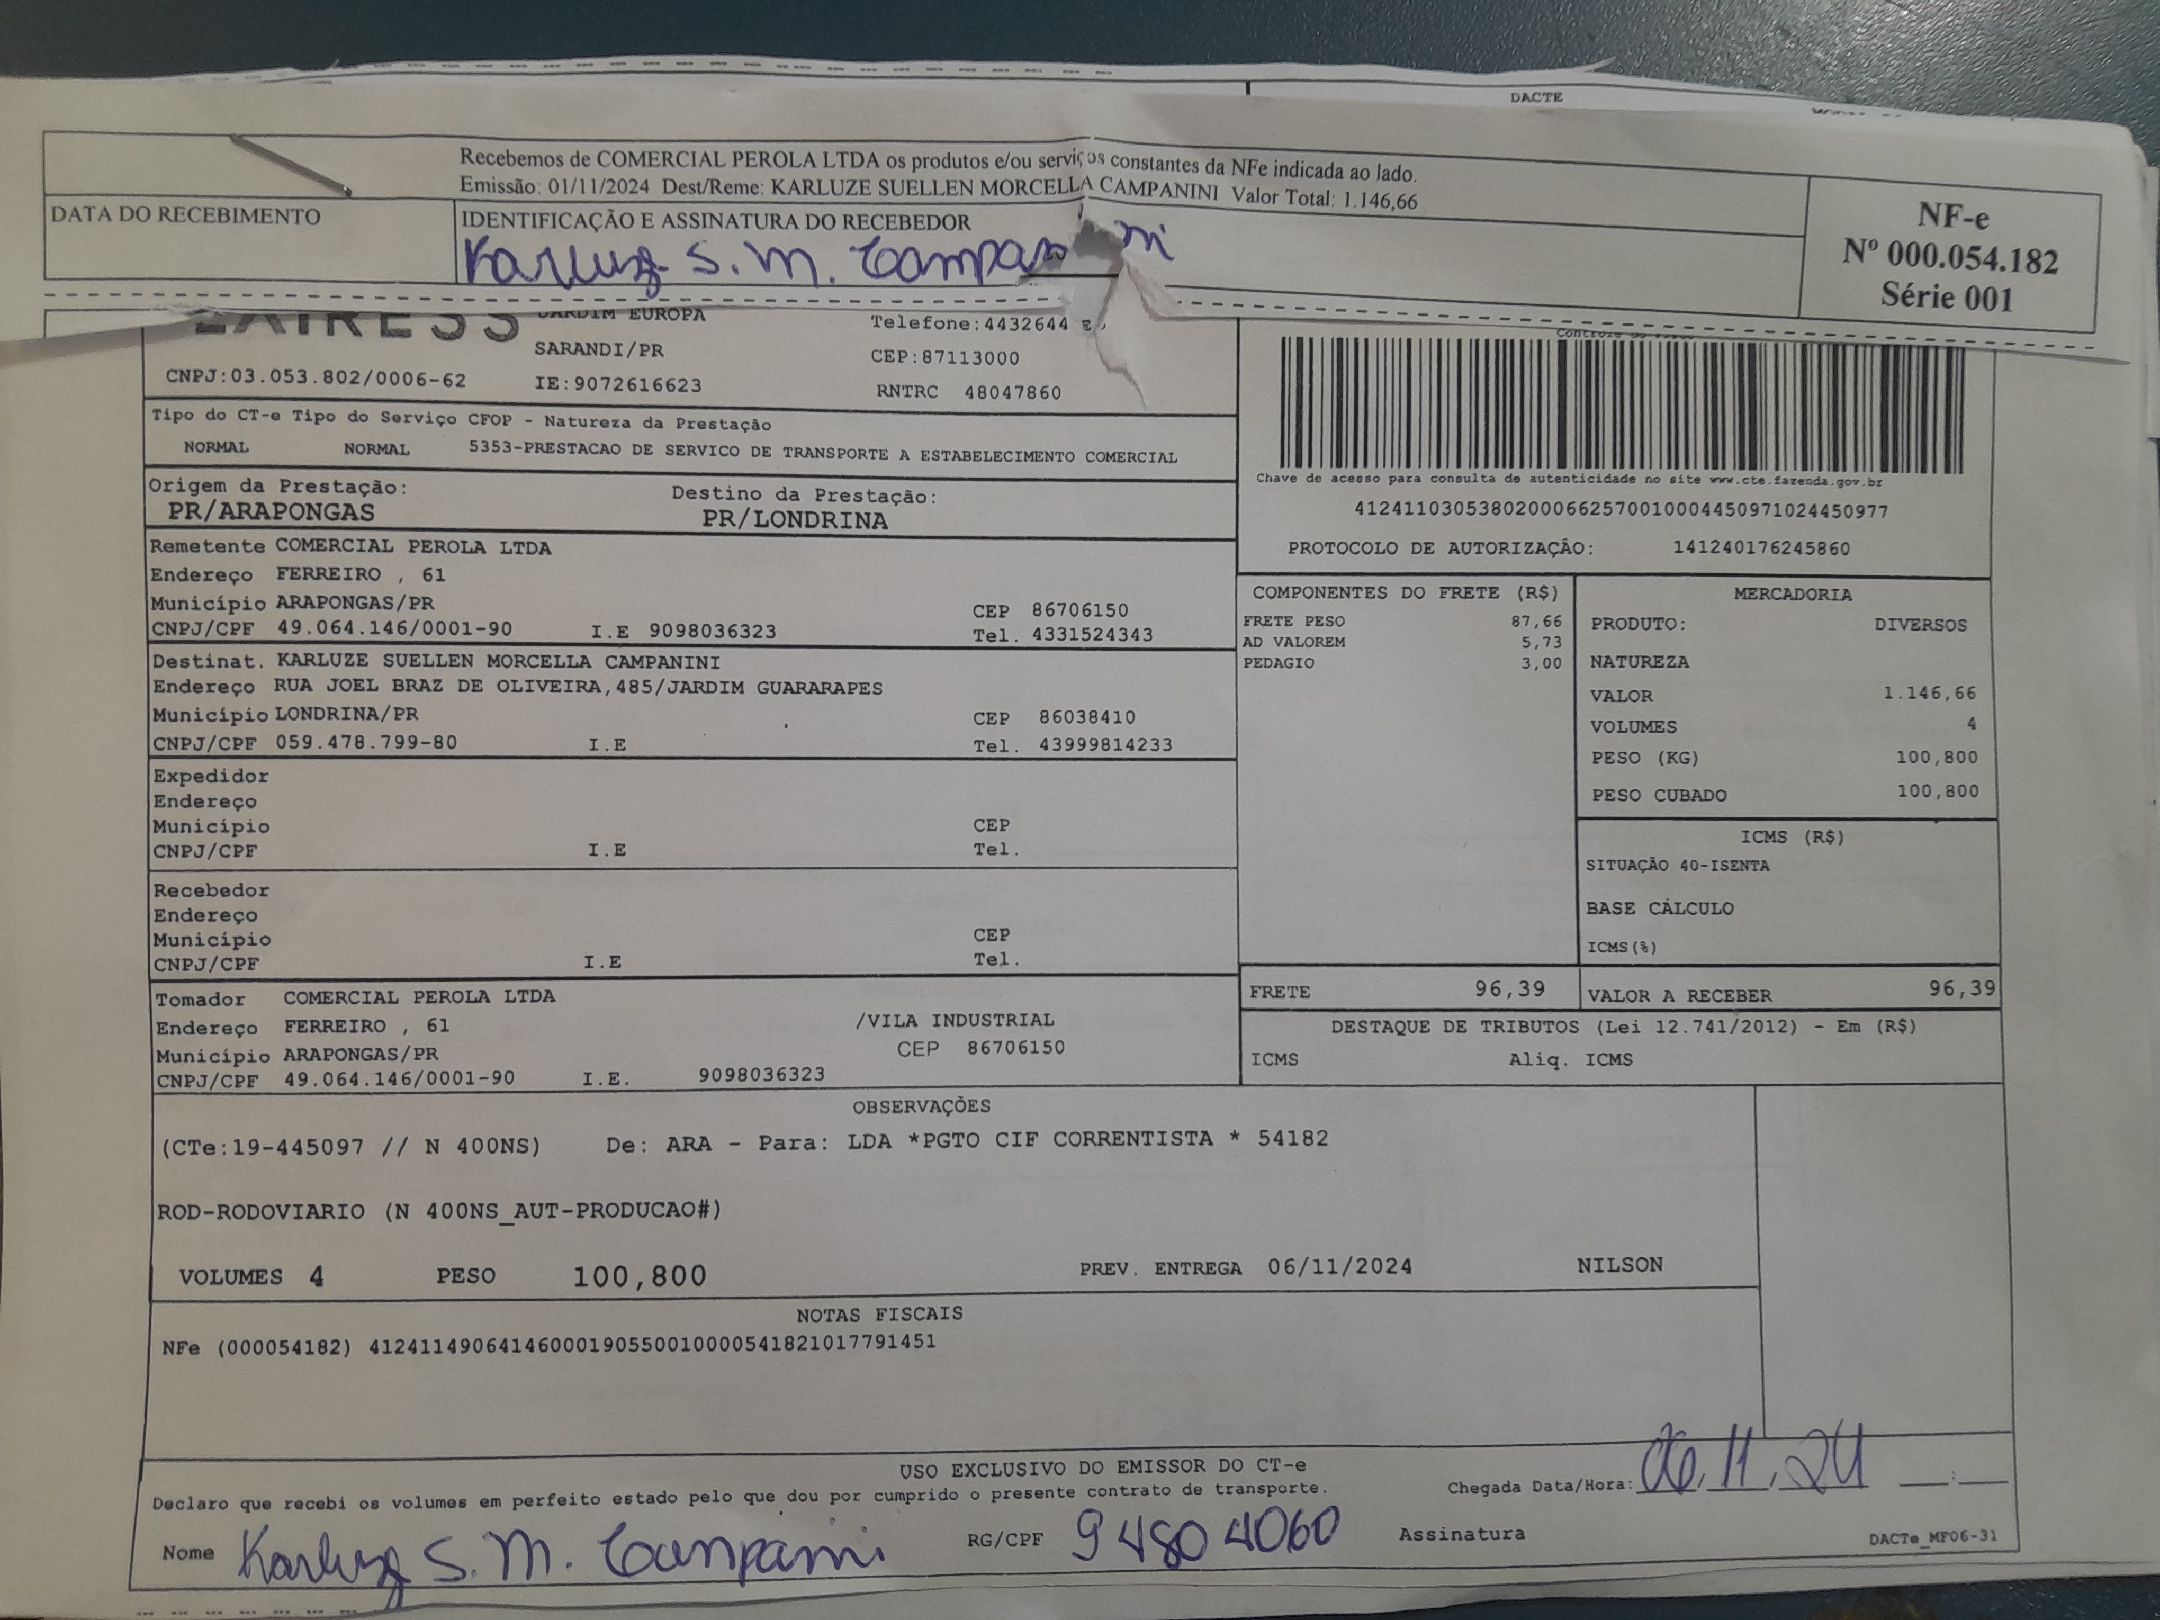 DACTE
Recebemos de COMERCIAL PEROLA LTDA os produtos e/ou serviços constantes da NFe indicada ao lado.
Emissão: 01/11/2024 Dest/Reme: KARLUZE SUELLEN MORCELLA CAMPANINI Valor Total: 1.146,66
DATA DO RECEBIMENTO
IDENTIFICAÇÃO E ASSINATURA DO RECEBEDOR
Karluze S. M. Campanini
NF-e
Nº 000.054.182
Série 001
JARDIM EUROPA
Telefone:4432644
SARANDI/PR
CEP:87113000
CNPJ:03.053.802/0006-62 IE:9072616623
RNTRC 48047860
Tipo do CT-e Tipo do Serviço CFOP - Natureza da Prestação
NORMAL NORMAL 5353-PRESTACAO DE SERVICO DE TRANSPORTE A ESTABELECIMENTO COMERCIAL
Origem da Prestação: Destino da Prestação:
PR/ARAPONGAS PR/LONDRINA
Chave de acesso para consulta de autenticidade no site www.cte.fazenda.gov.br
41241103053802000662570010004450971024450977
PROTOCOLO DE AUTORIZAÇÃO: 141240176245860
Remetente COMERCIAL PEROLA LTDA
Endereço FERREIRO , 61
Município ARAPONGAS/PR CEP 86706150
CNPJ/CPF 49.064.146/0001-90 I.E 9098036323 Tel. 4331524343
Destinat. KARLUZE SUELLEN MORCELLA CAMPANINI
Endereço RUA JOEL BRAZ DE OLIVEIRA,485/JARDIM GUARARAPES
Município LONDRINA/PR CEP 86038410
CNPJ/CPF 059.478.799-80 I.E Tel. 43999814233
Expedidor
Endereço
Município CEP
CNPJ/CPF I.E Tel.
Recebedor
Endereço
Município CEP
CNPJ/CPF I.E Tel.
Tomador COMERCIAL PEROLA LTDA
Endereço FERREIRO , 61 /VILA INDUSTRIAL
Município ARAPONGAS/PR CEP 86706150
CNPJ/CPF 49.064.146/0001-90 I.E. 9098036323
COMPONENTES DO FRETE (R$)
FRETE PESO 87,66
AD VALOREM 5,73
PEDAGIO 3,00
MERCADORIA
PRODUTO: DIVERSOS
NATUREZA
VALOR 1.146,66
VOLUMES 4
PESO (KG) 100,800
PESO CUBADO 100,800
ICMS (R$)
SITUAÇÃO 40-ISENTA
BASE CÁLCULO
ICMS(%)
FRETE 96,39 VALOR A RECEBER 96,39
DESTAQUE DE TRIBUTOS (Lei 12.741/2012) - Em (R$)
ICMS Aliq. ICMS
OBSERVAÇÕES
(CTe:19-445097 // N 400NS) De: ARA - Para: LDA *PGTO CIF CORRENTISTA * 54182
ROD-RODOVIARIO (N 400NS_AUT-PRODUCAO#)
VOLUMES 4 PESO 100,800 PREV. ENTREGA 06/11/2024 NILSON
NOTAS FISCAIS
NFe (000054182) 41241149064146000190550010000541821017791451
USO EXCLUSIVO DO EMISSOR DO CT-e
Declaro que recebi os volumes em perfeito estado pelo que dou por cumprido o presente contrato de transporte.
Chegada Data/Hora: 06.11.24 __:__
Nome Karluze S. M. Campanini RG/CPF 94804060 Assinatura
DACTe_MF06-31